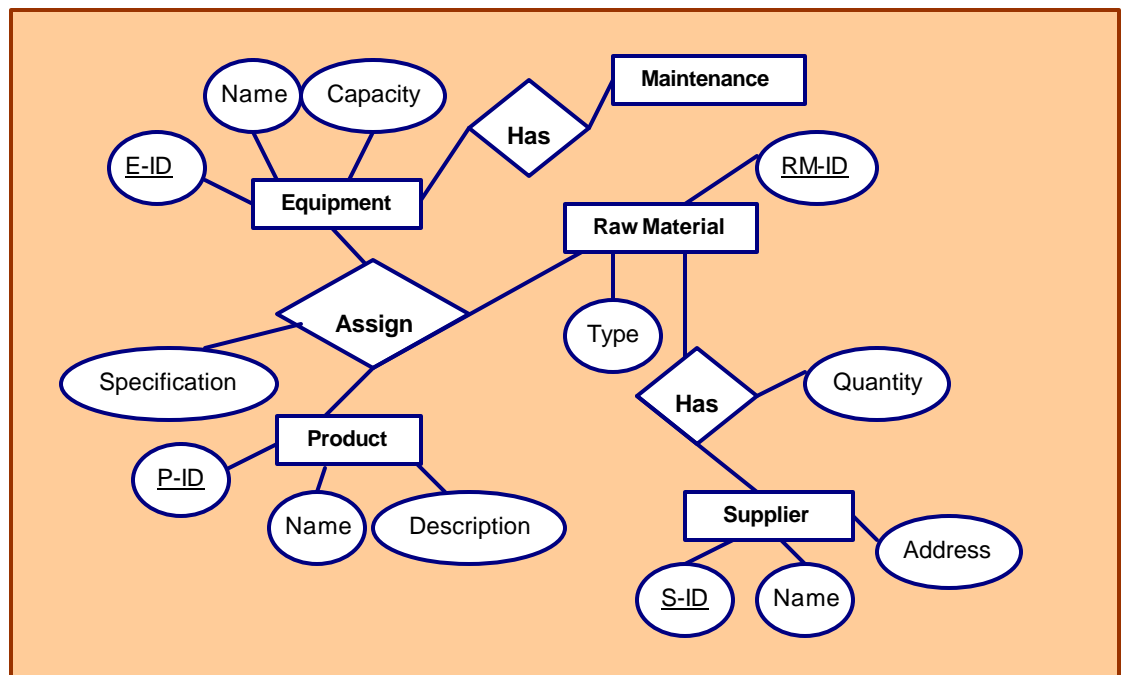 Maintenance
Name
Capacity
Has
E-ID
RM-ID
Equipment
Raw Material
Assign
Type
Specification
Quantity
Has
Product
P-ID
Name
Description
Supplier
Address
S-ID
Name